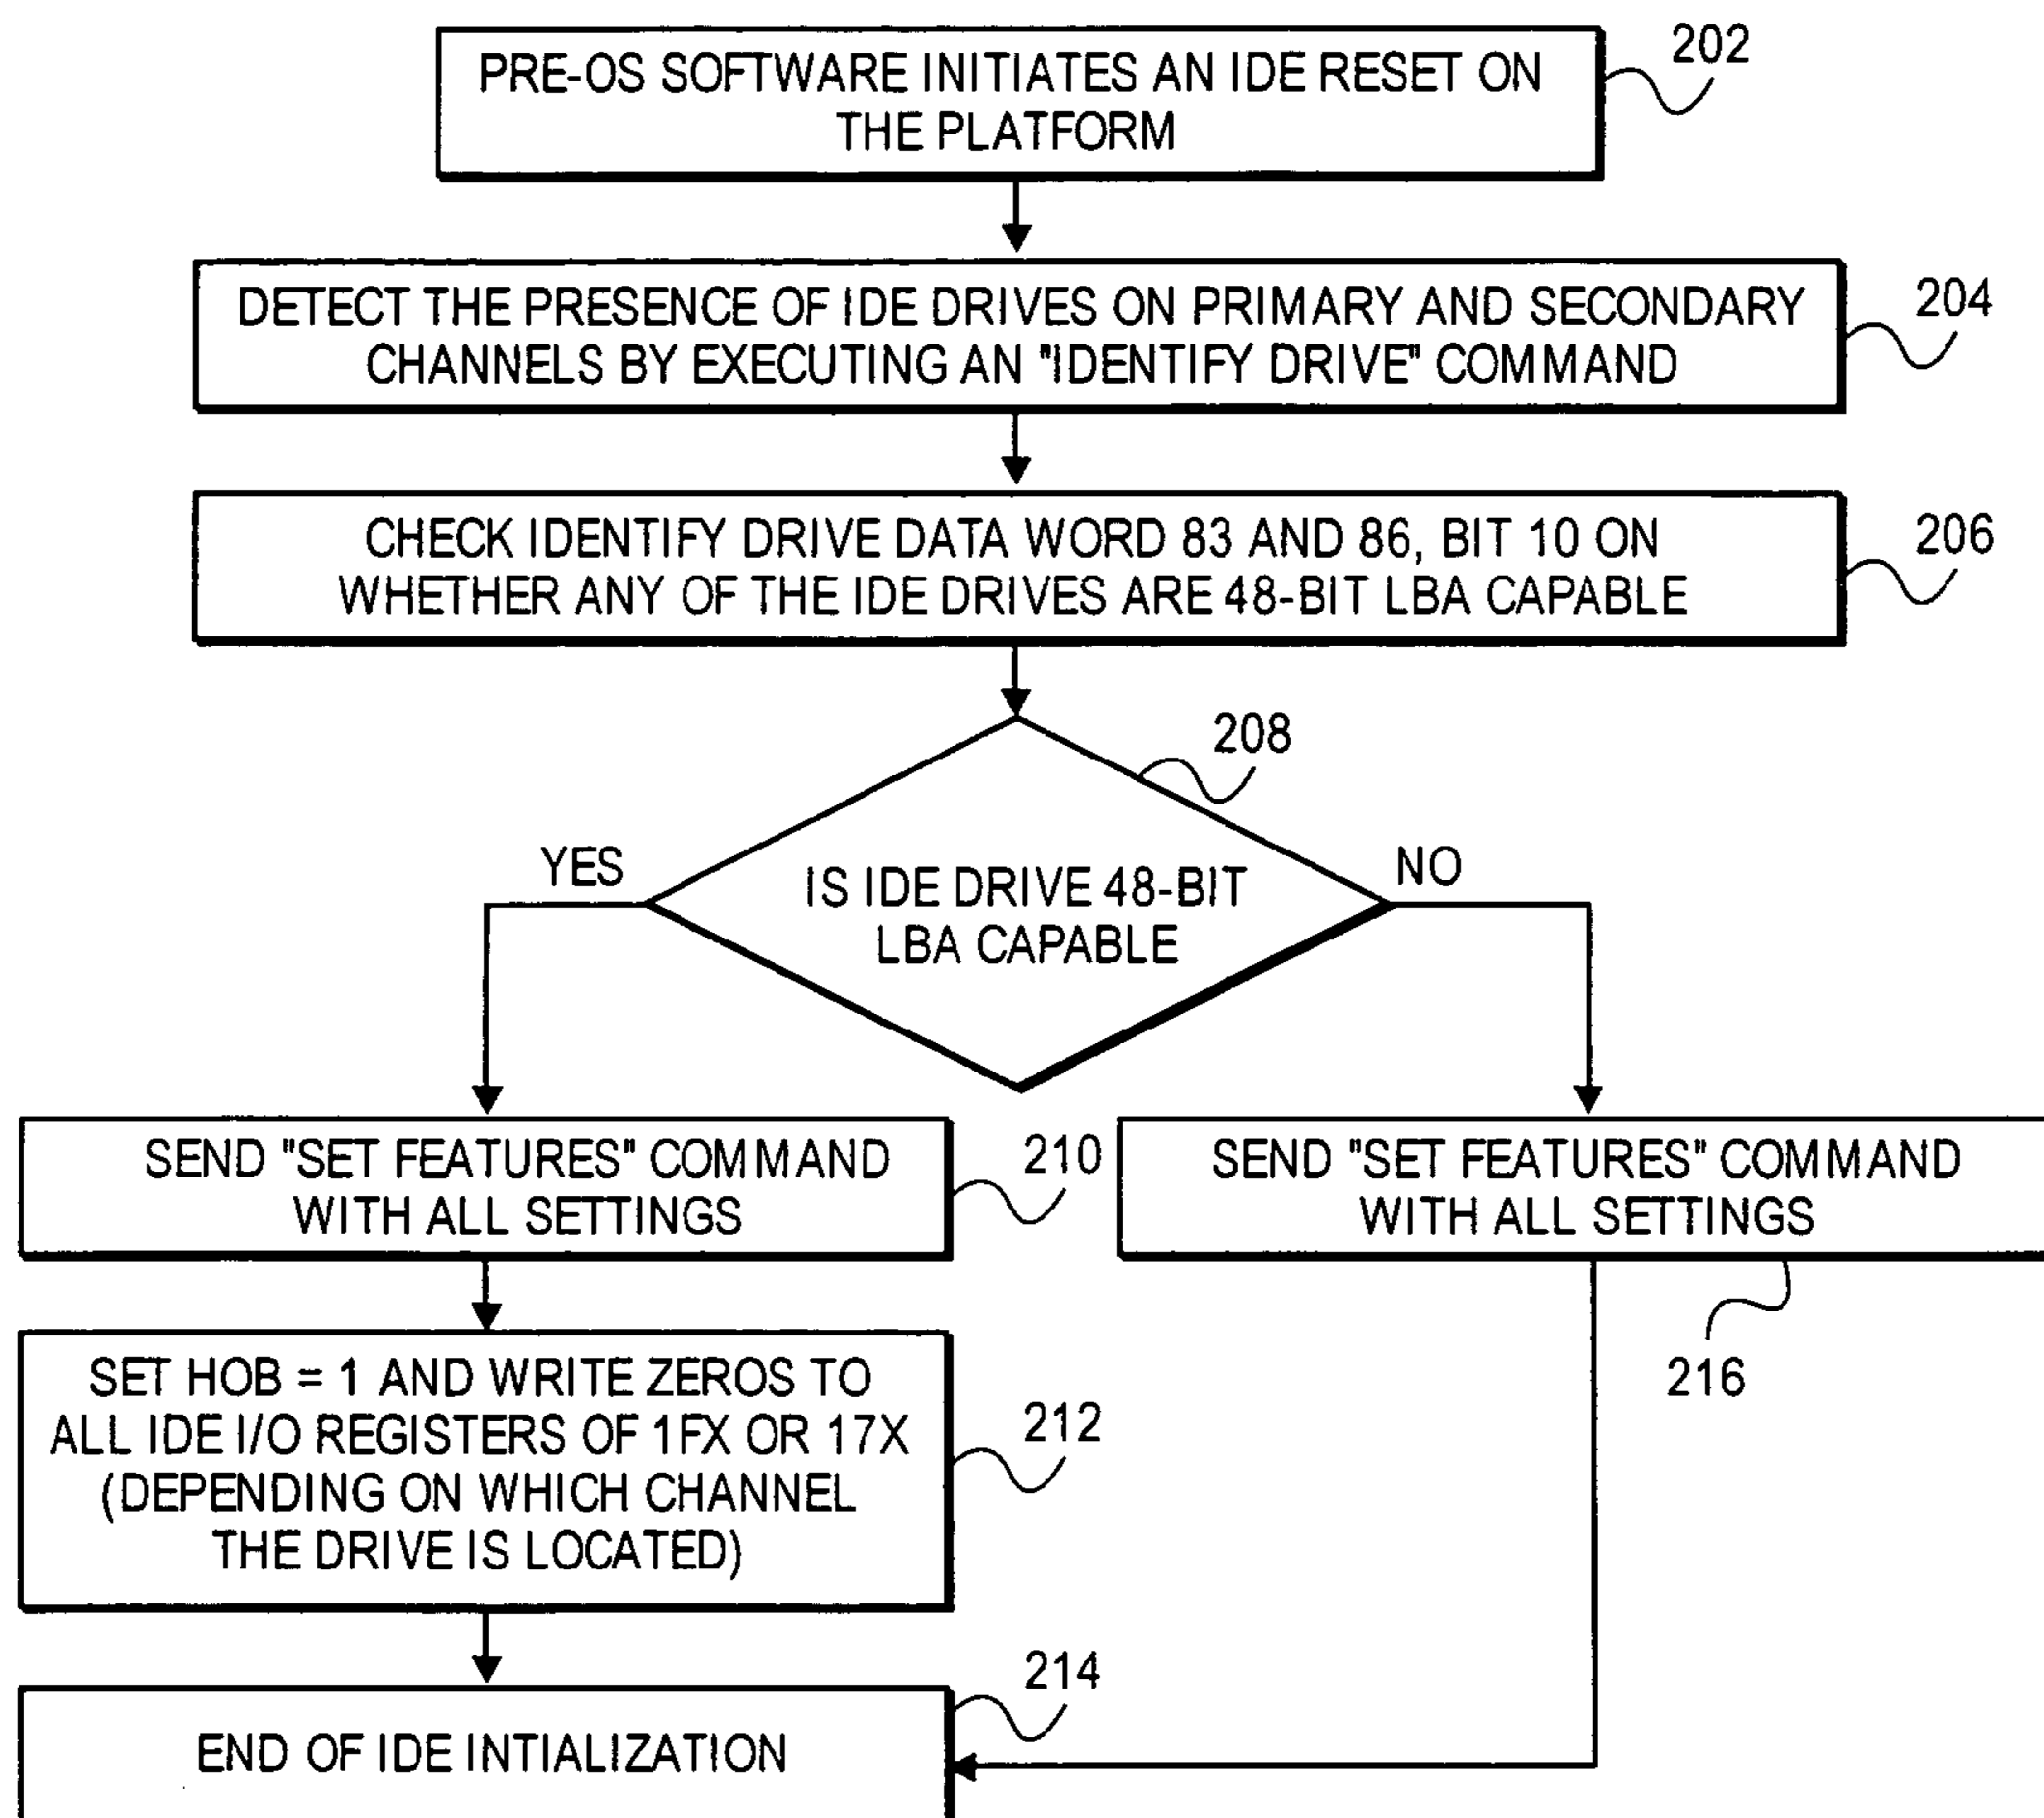 PRE-OS SOFTWARE INITIATES AN IDE RESET ON
THE PLATFORM
202
DETECT THE PRESENCE OF IDE DRIVES ON PRIMARY AND SECONDARY
CHANNELS BY EXECUTING AN "IDENTIFY DRIVE" COMMAND
204
CHECK IDENTIFY DRIVE DATA WORD 83 AND 86, BIT 10 ON
WHETHER ANY OF THE IDE DRIVES ARE 48-BIT LBA CAPABLE
206
208
YES
IS IDE DRIVE 48-BIT
LBA CAPABLE
NO
SEND "SET FEATURES" COMMAND
WITH ALL SETTINGS
210
SEND "SET FEATURES" COMMAND
WITH ALL SETTINGS
216
SET HOB = 1 AND WRITE ZEROS TO
ALL IDE I/O REGISTERS OF 1FX OR 17X
(DEPENDING ON WHICH CHANNEL
THE DRIVE IS LOCATED)
212
214
END OF IDE INTIALIZATION